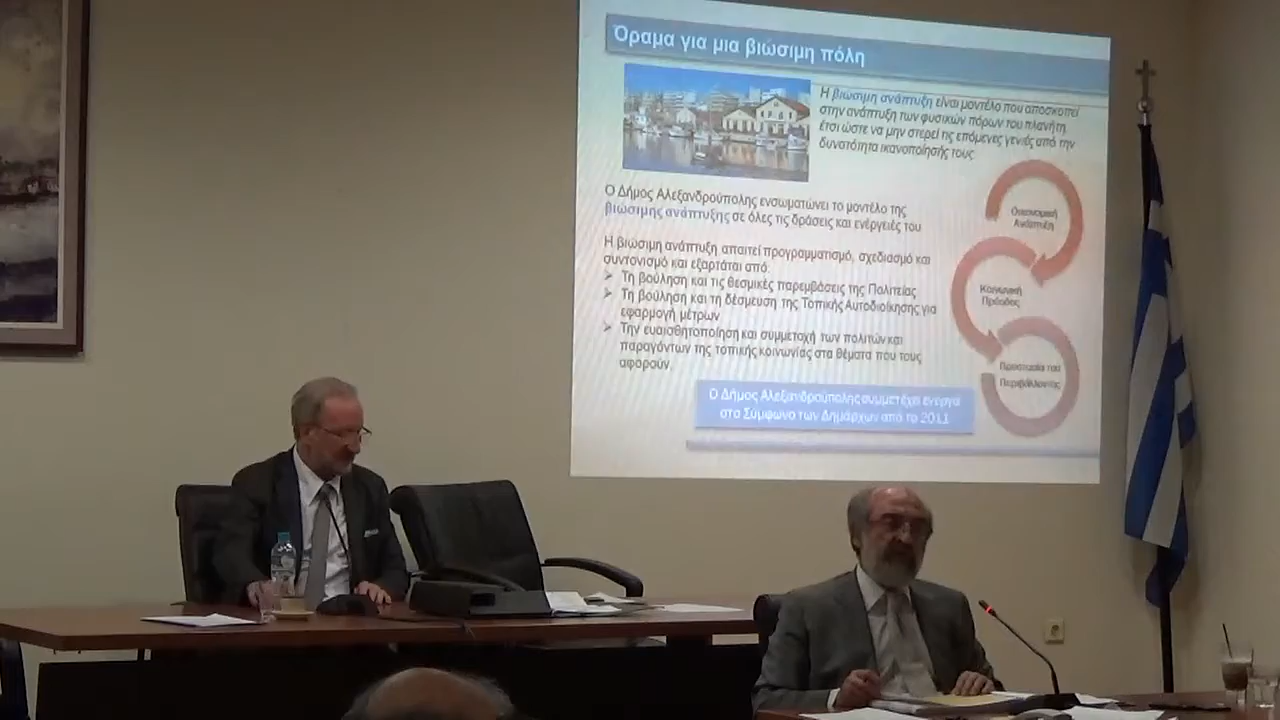 Όραμα για μια βιώσιμη πόλη
Η βιώσιμη ανάπτυξη είναι μοντέλο που αποσκοπεί
στην ανάπτυξη των φυσικών πόρων του πλανήτη
έτσι ώστε να μην στερεί τις επόμενες γενιές από την
δυνατότητα ικανοποίησής τους
Ο Δήμος Αλεξανδρούπολης ενσωματώνει το μοντέλο της
βιώσιμης ανάπτυξης σε όλες τις δράσεις και ενέργειές του
Η βιώσιμη ανάπτυξη απαιτεί προγραμματισμό, σχεδιασμό και
συντονισμό και εξαρτάται από:
➢ Τη βούληση και τις θεσμικές παρεμβάσεις της Πολιτείας
➢ Τη βούληση και τη δέσμευση της Τοπικής Αυτοδιοίκησης για
εφαρμογή μέτρων
➢ Την ευαισθητοποίηση και συμμετοχή των πολιτών και
παραγόντων της τοπικής κοινωνίας στα θέματα που τους
αφορούν.
Οικονομική
Ανάπτυξη
Κοινωνική
Πρόοδος
Προστασία του
Περιβάλλοντος
Ο Δήμος Αλεξανδρούπολης συμμετέχει ενεργά
στο Σύμφωνο των Δημάρχων από το 2011